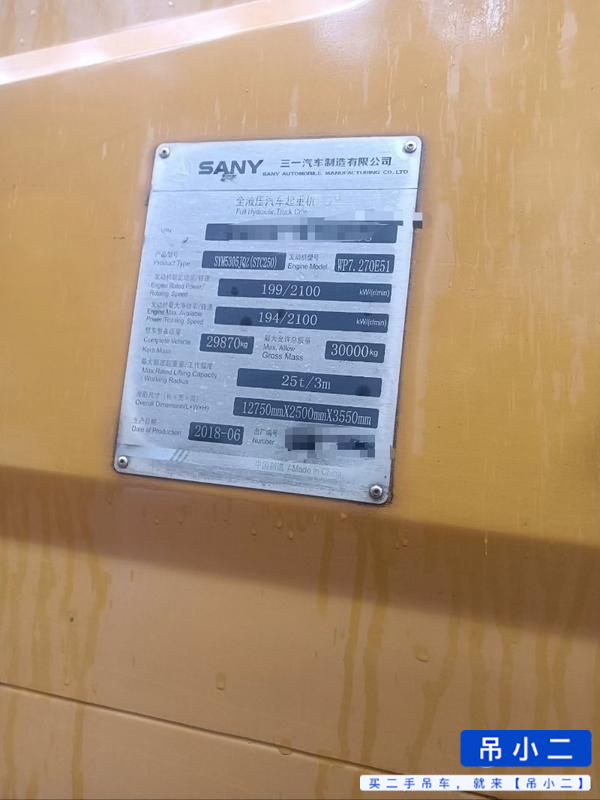 SANY 三一汽车制造有限公司
SANY AUTOMOBILE MANUFACTURING CO.,LTD
全液压汽车起重机
Full Hydraulic Truck Crane
VIN
产品型号 SYM5305JQZ(STC250) 发动机型号 WP7.270E51
Product Type Engine Model
发动机额定功率/转速 199/2100 kW/(r/min)
Engine Rated Power/
Rotating Speed
发动机最大净功率/转速 194/2100 kW/(r/min)
Engine Max. Available
Power/Rotating Speed
整车整备质量 29870kg 最大允许总质量 30000kg
Complete Vehicle Max. Allow
Kerb Mass Gross Mass
最大额定起重量/工作幅度 25t/3m
Max.Rated Lifting Capacity
/Working Radius
外形尺寸(长×宽×高) 12750mmX2500mmX3550mm
Overall Dimension(L×W×H)
生产日期 2018-06 出厂编号
Date of Production Number
中国制造 Made in China
吊小二
买二手吊车，就来【吊小二】